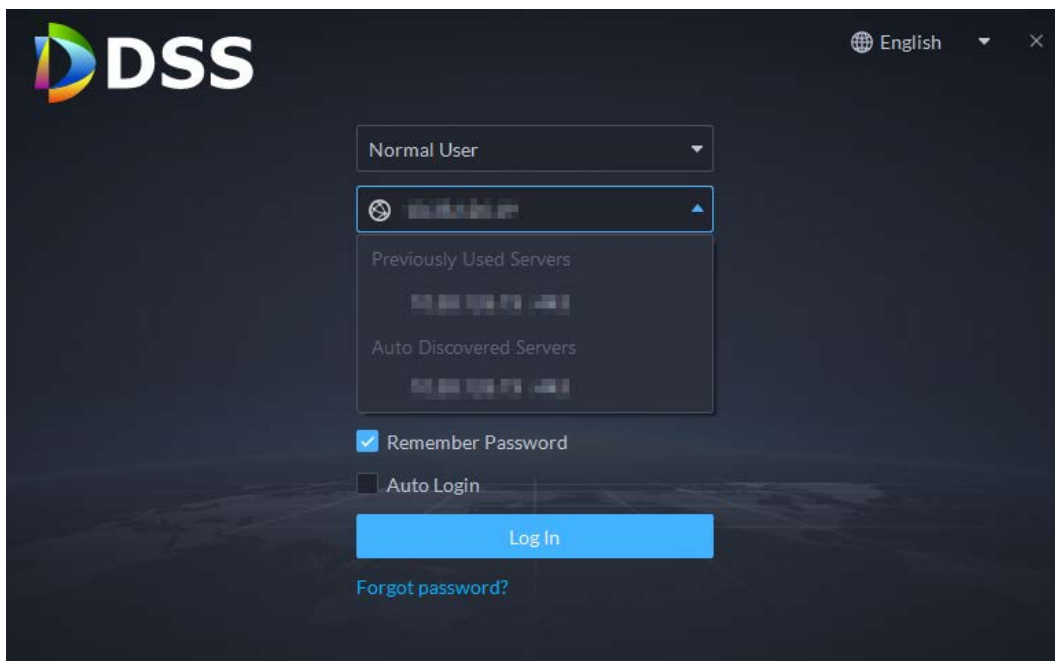 DSS
English
Normal User
Previously Used Servers
Auto Discovered Servers
Remember Password
Auto Login
Log In
Forgot password?